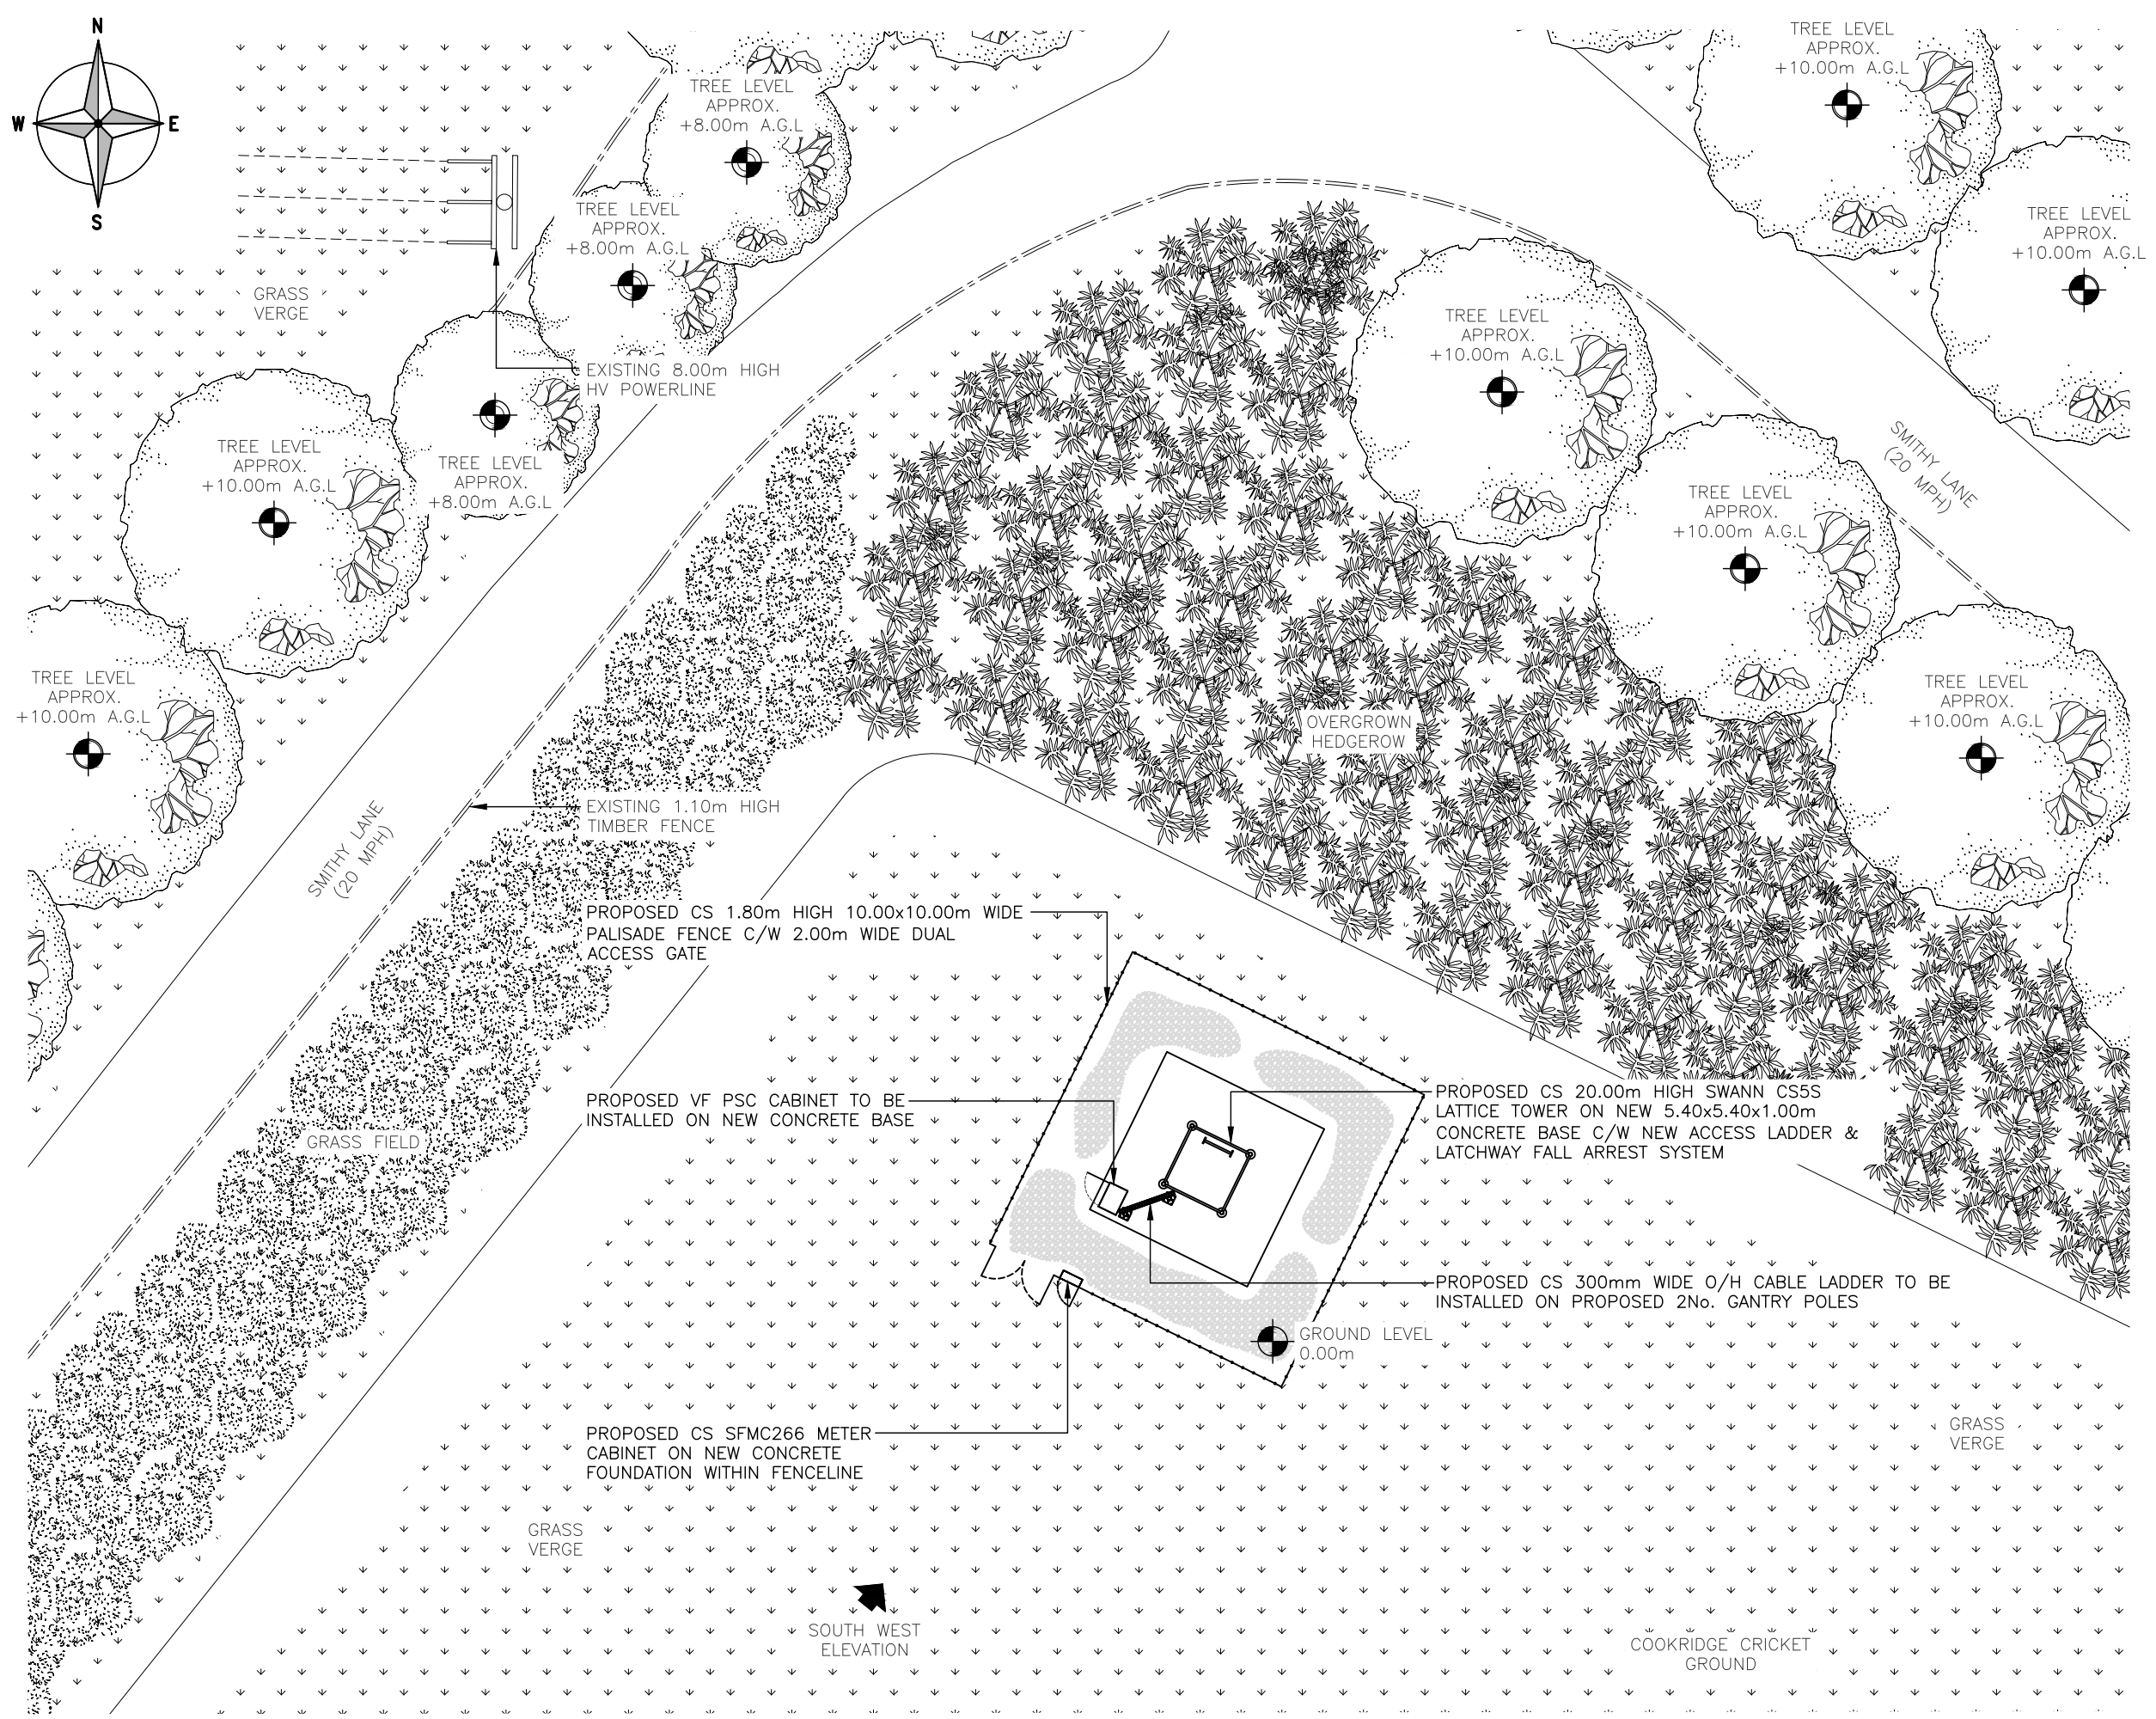 N
W
E
S
TREE LEVEL
APPROX.
+8.00m A.G.L
TREE LEVEL
APPROX.
+10.00m A.G.L
TREE LEVEL
APPROX.
+8.00m A.G.L
TREE LEVEL
APPROX.
+10.00m A.G.L
GRASS
VERGE
TREE LEVEL
APPROX.
+10.00m A.G.L
EXISTING 8.00m HIGH
HV POWERLINE
TREE LEVEL
APPROX.
+10.00m A.G.L
TREE LEVEL
APPROX.
+8.00m A.G.L
SMITHY LANE
(20 MPH)
TREE LEVEL
APPROX.
+10.00m A.G.L
TREE LEVEL
APPROX.
+10.00m A.G.L
OVERGROWN
HEDGEROW
TREE LEVEL
APPROX.
+10.00m A.G.L
EXISTING 1.10m HIGH
TIMBER FENCE
SMITHY LANE
(20 MPH)
PROPOSED CS 1.80m HIGH 10.00x10.00m WIDE
PALISADE FENCE C/W 2.00m WIDE DUAL
ACCESS GATE
PROPOSED VF PSC CABINET TO BE
INSTALLED ON NEW CONCRETE BASE
PROPOSED CS 20.00m HIGH SWANN CS5S
LATTICE TOWER ON NEW 5.40x5.40x1.00m
CONCRETE BASE C/W NEW ACCESS LADDER &
LATCHWAY FALL ARREST SYSTEM
GRASS FIELD
PROPOSED CS 300mm WIDE O/H CABLE LADDER TO BE
INSTALLED ON PROPOSED 2No. GANTRY POLES
GROUND LEVEL
0.00m
PROPOSED CS SFMC266 METER
CABINET ON NEW CONCRETE
FOUNDATION WITHIN FENCELINE
GRASS
VERGE
GRASS
VERGE
SOUTH WEST
ELEVATION
COOKRIDGE CRICKET
GROUND